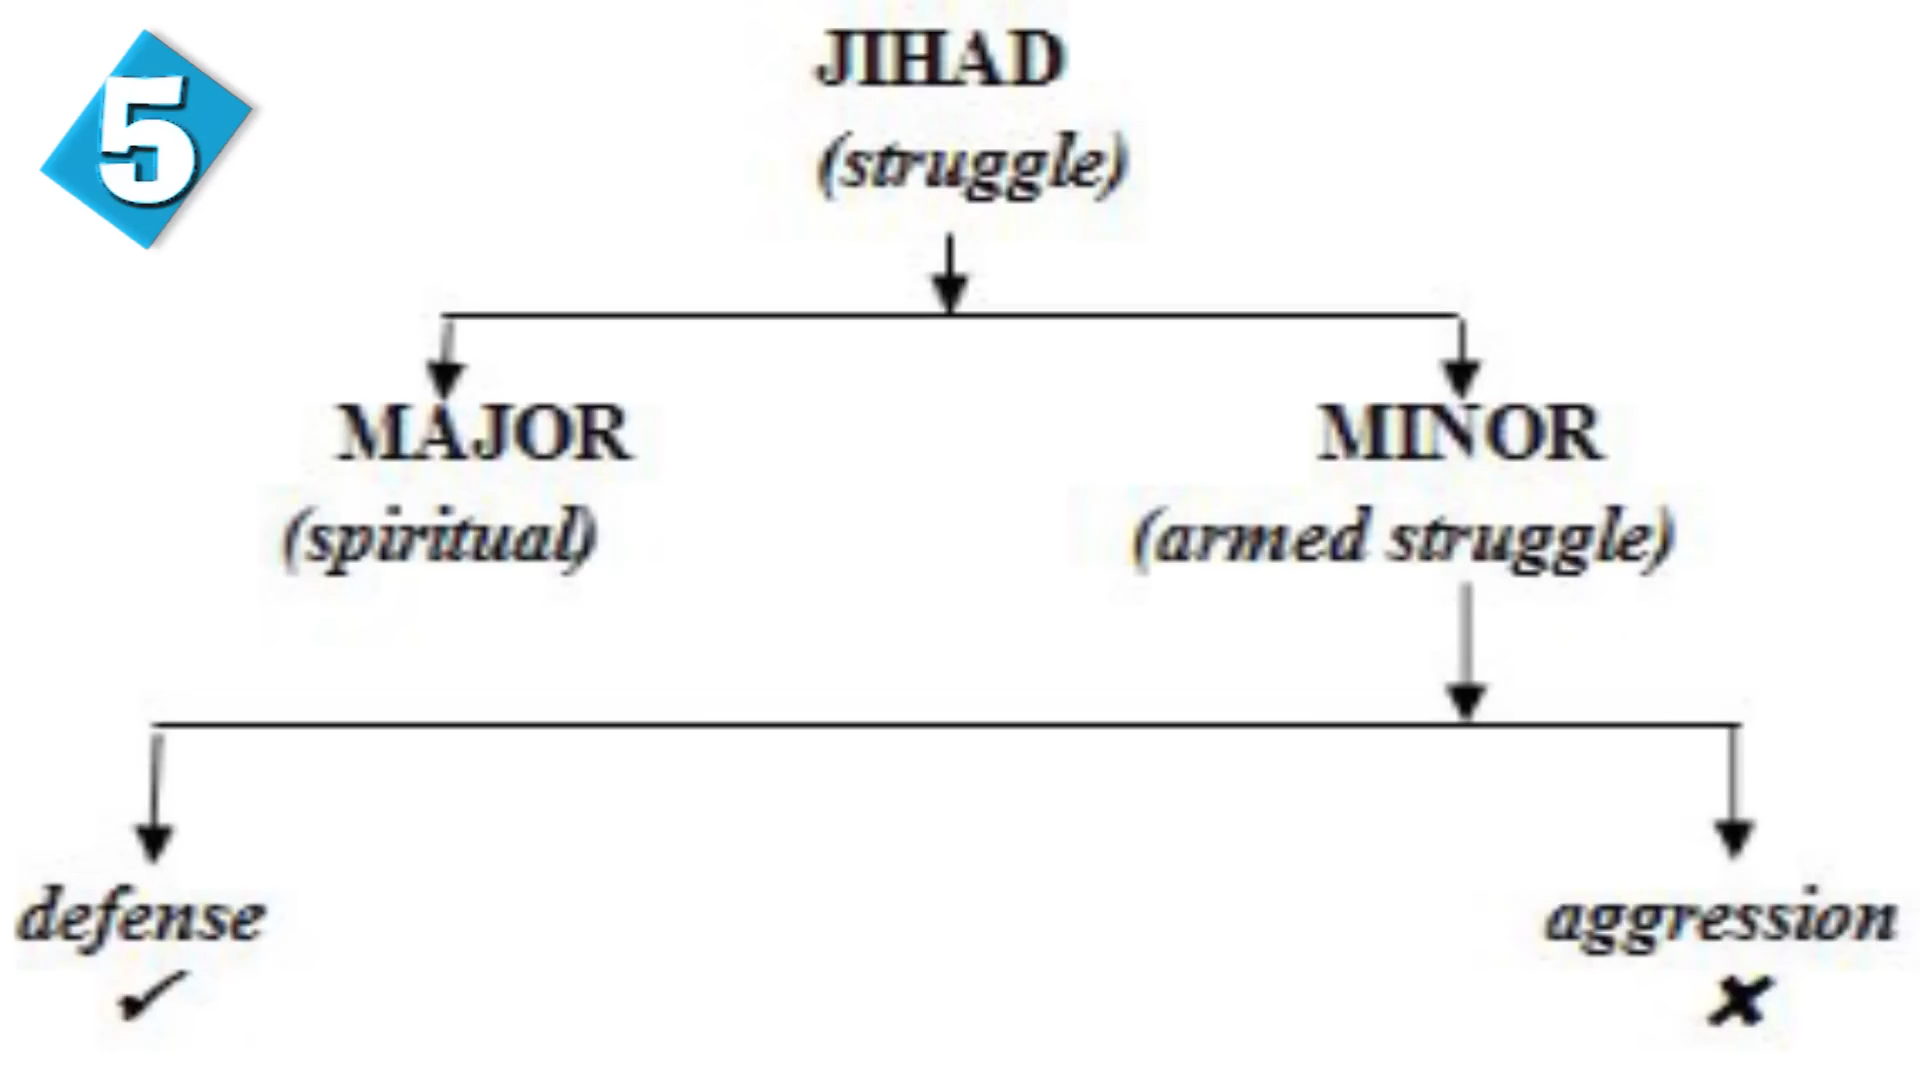 5
JIHAD
(struggle)
MAJOR
MINOR
(spiritual)
(armed struggle)
defense
aggression
✓
✖